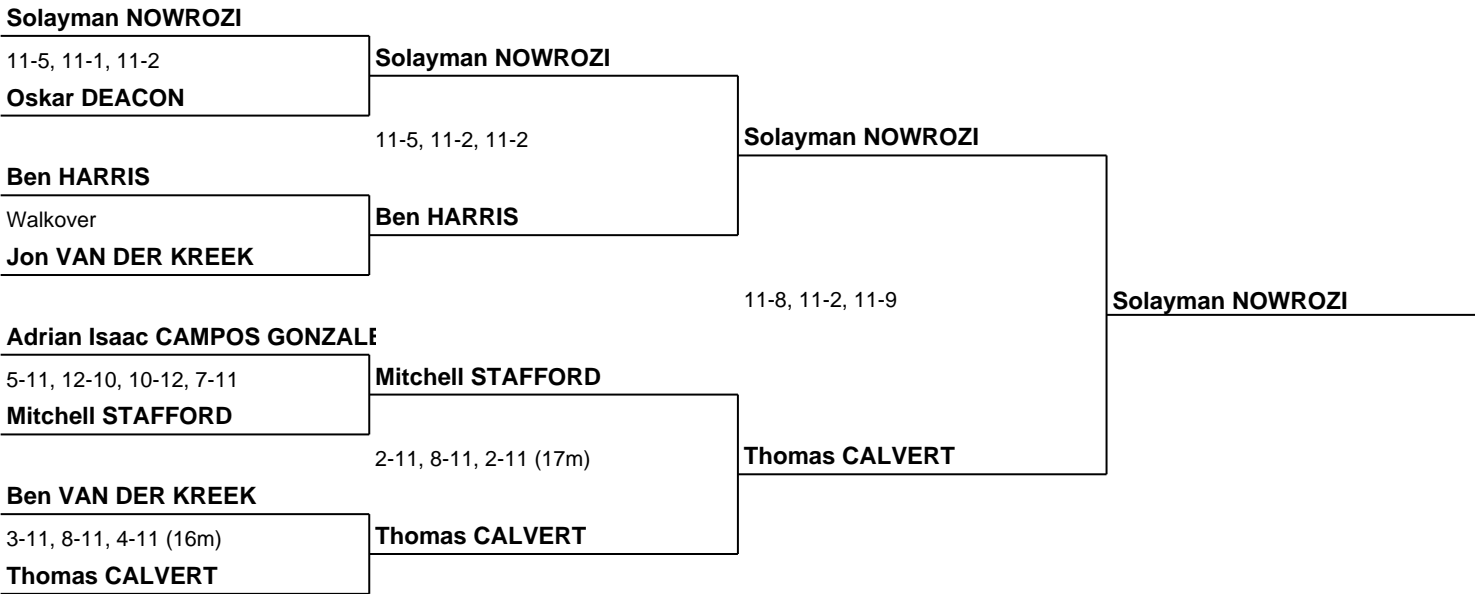 Solayman NOWROZI
11-5, 11-1, 11-2
Oskar DEACON
Ben HARRIS
Walkover
Jon VAN DER KREEK
Adrian Isaac CAMPOS GONZALE
5-11, 12-10, 10-12, 7-11
Mitchell STAFFORD
Ben VAN DER KREEK
3-11, 8-11, 4-11 (16m)
Thomas CALVERT
Solayman NOWROZI
11-5, 11-2, 11-2
Ben HARRIS
Mitchell STAFFORD
2-11, 8-11, 2-11 (17m)
Thomas CALVERT
Solayman NOWROZI
11-8, 11-2, 11-9
Thomas CALVERT
Solayman NOWROZI